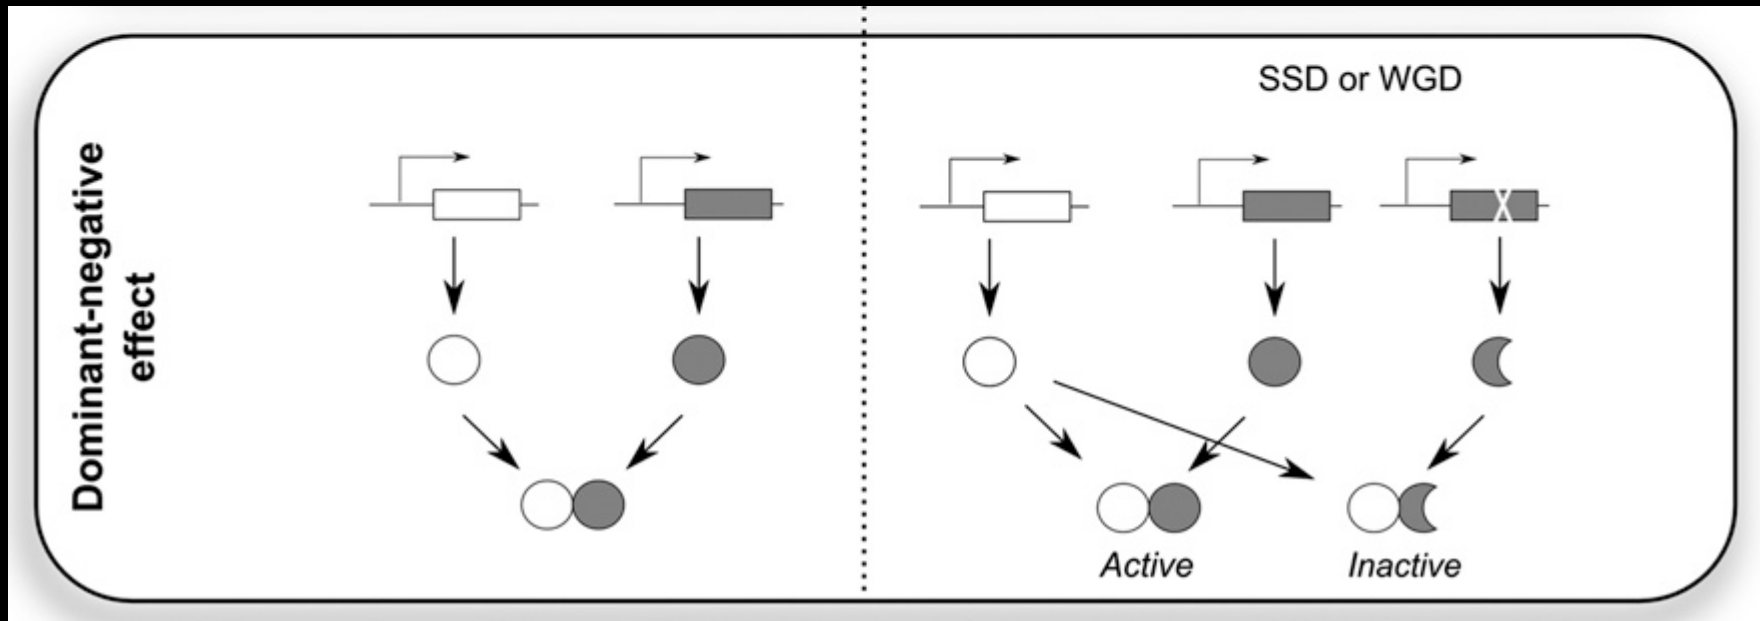 Dominant-negative
effect
SSD or WGD
Active
Inactive